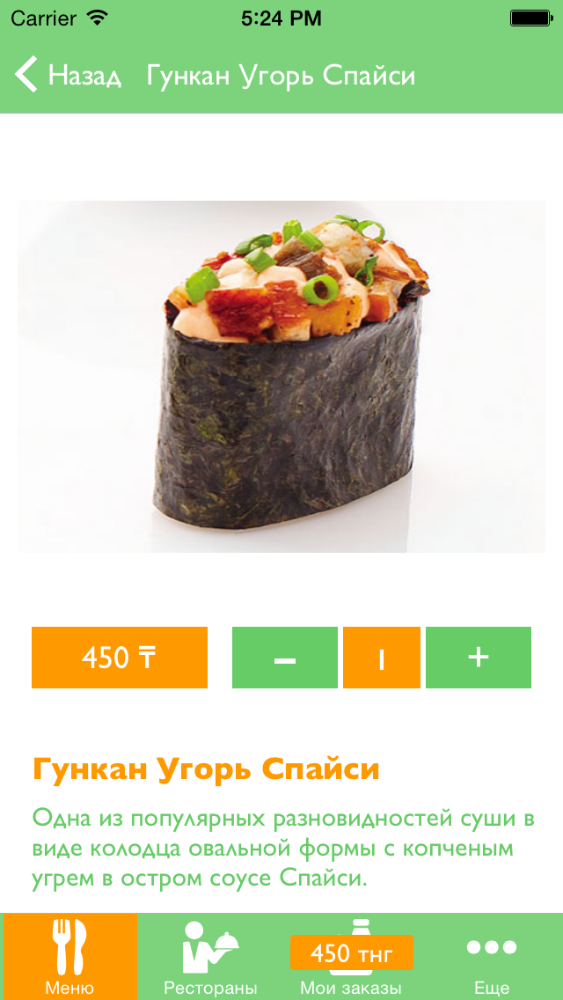 Carrier 5:24 PM
Назад Гункан Угорь Спайси
450 ₸ – 1 +
Гункан Угорь Спайси
Одна из популярных разновидностей суши в
виде колодца овальной формы с копченым
угрем в остром соусе Спайси.
450 тнг
Меню Рестораны Мои заказы Еще